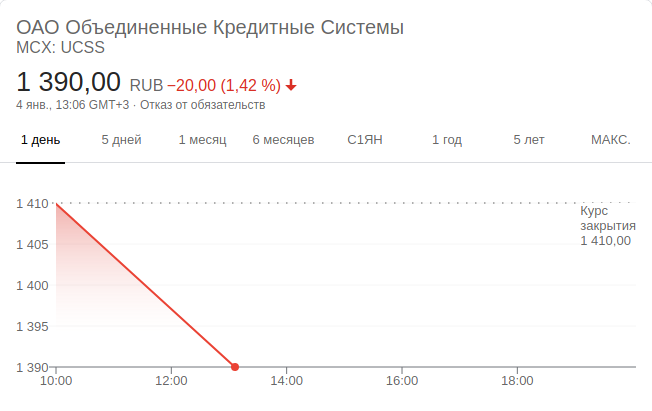 ОАО Объединенные Кредитные Системы
MCX: UCSS
1 390,00 RUB −20,00 (1,42 %)
4 янв., 13:06 GMT+3 · Отказ от обязательств
1 день 5 дней 1 месяц 6 месяцев С1ЯН 1 год 5 лет МАКС.
1 410
Курс
закрытия
1 410,00
1 405
1 400
1 395
1 390
10:00 12:00 14:00 16:00 18:00